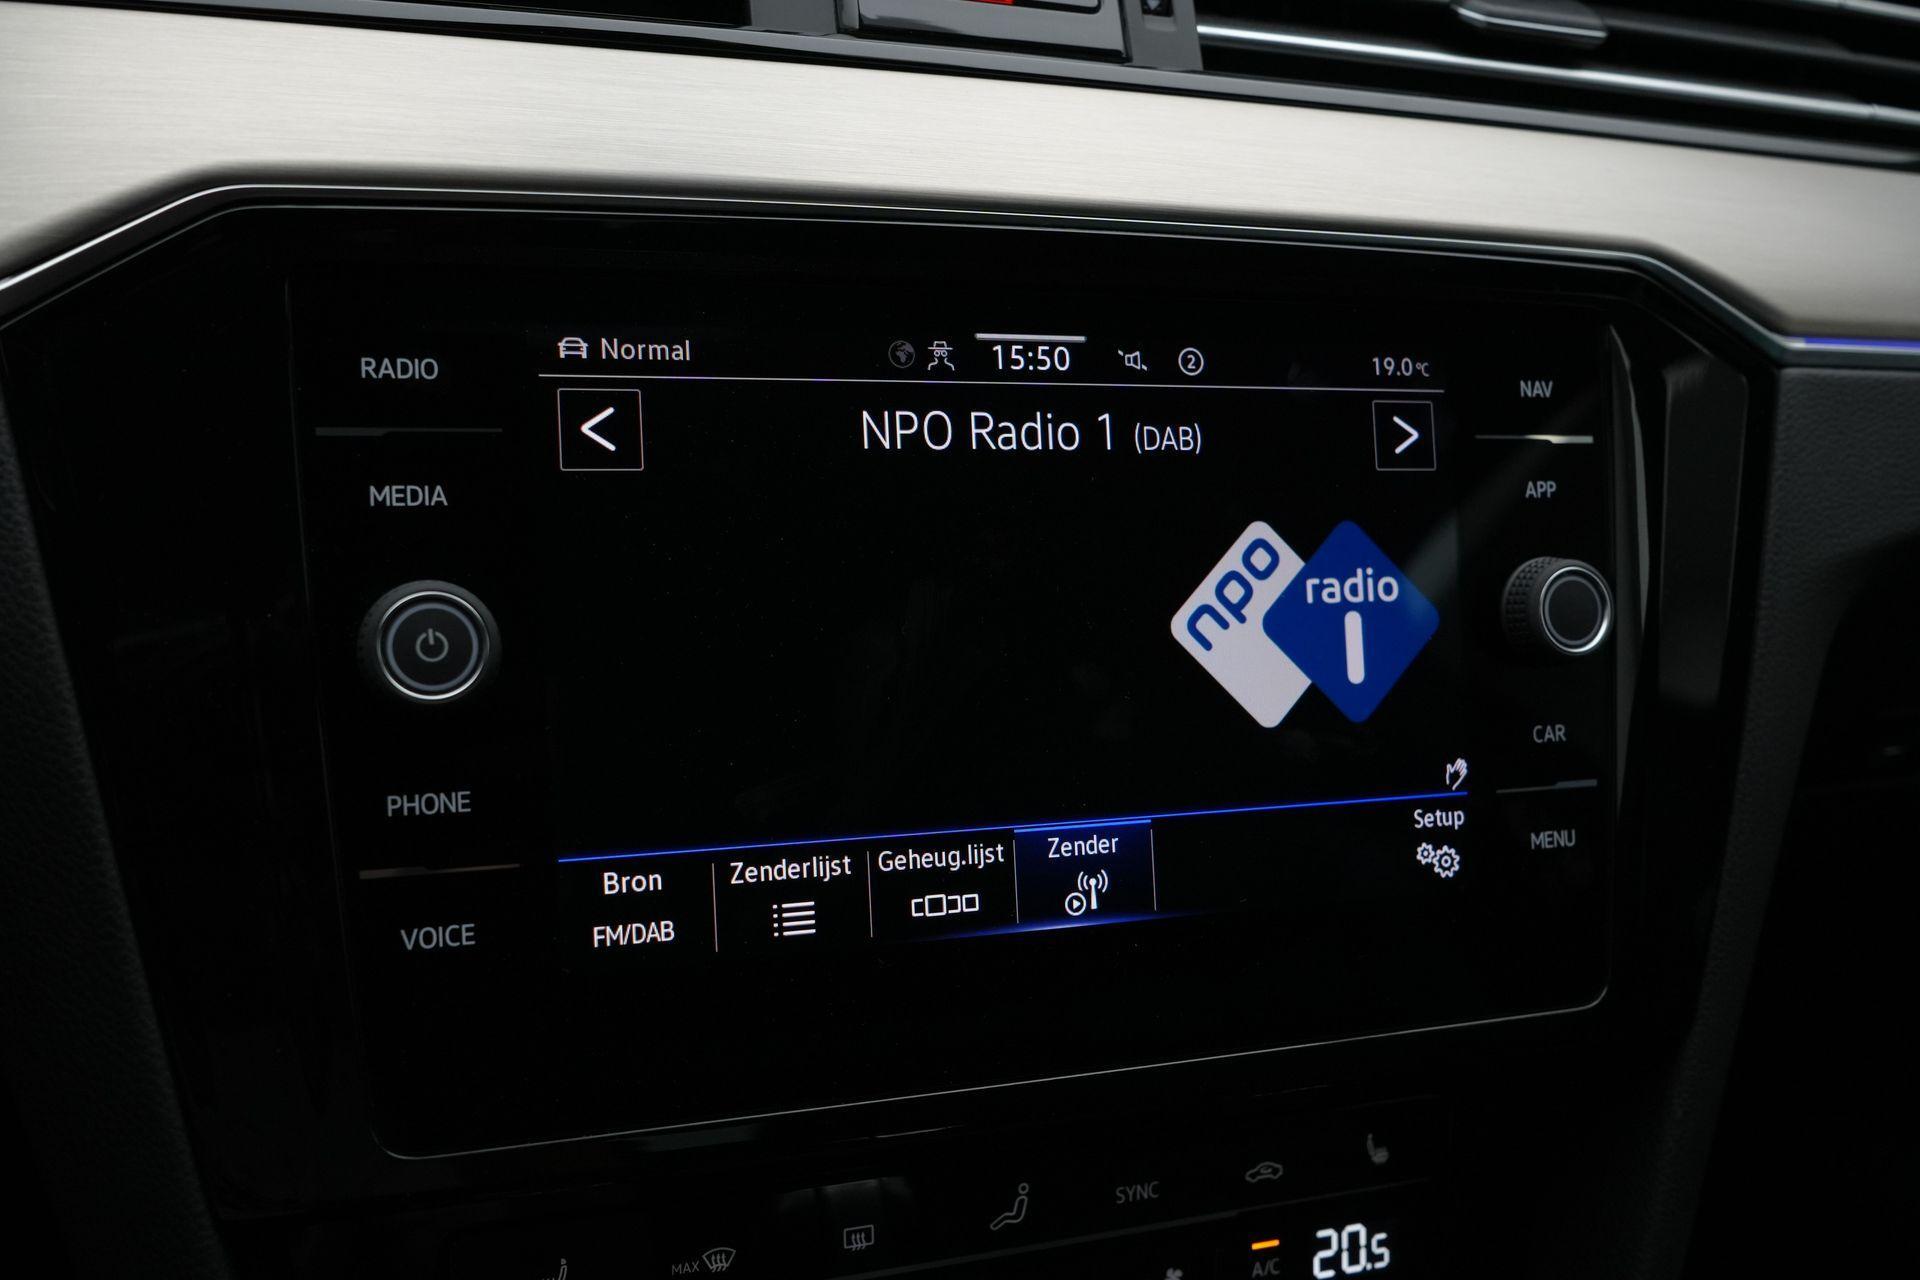 RADIO
MEDIA
PHONE
VOICE
Normal
15:50
2
19.0°C
NPO Radio 1 (DAB)
npo
radio
1
Setup
Bron
FM/DAB
Zenderlijst
Geheug.lijst
Zender
NAV
APP
CAR
MENU
SYNC
MAX
A/C
20.5